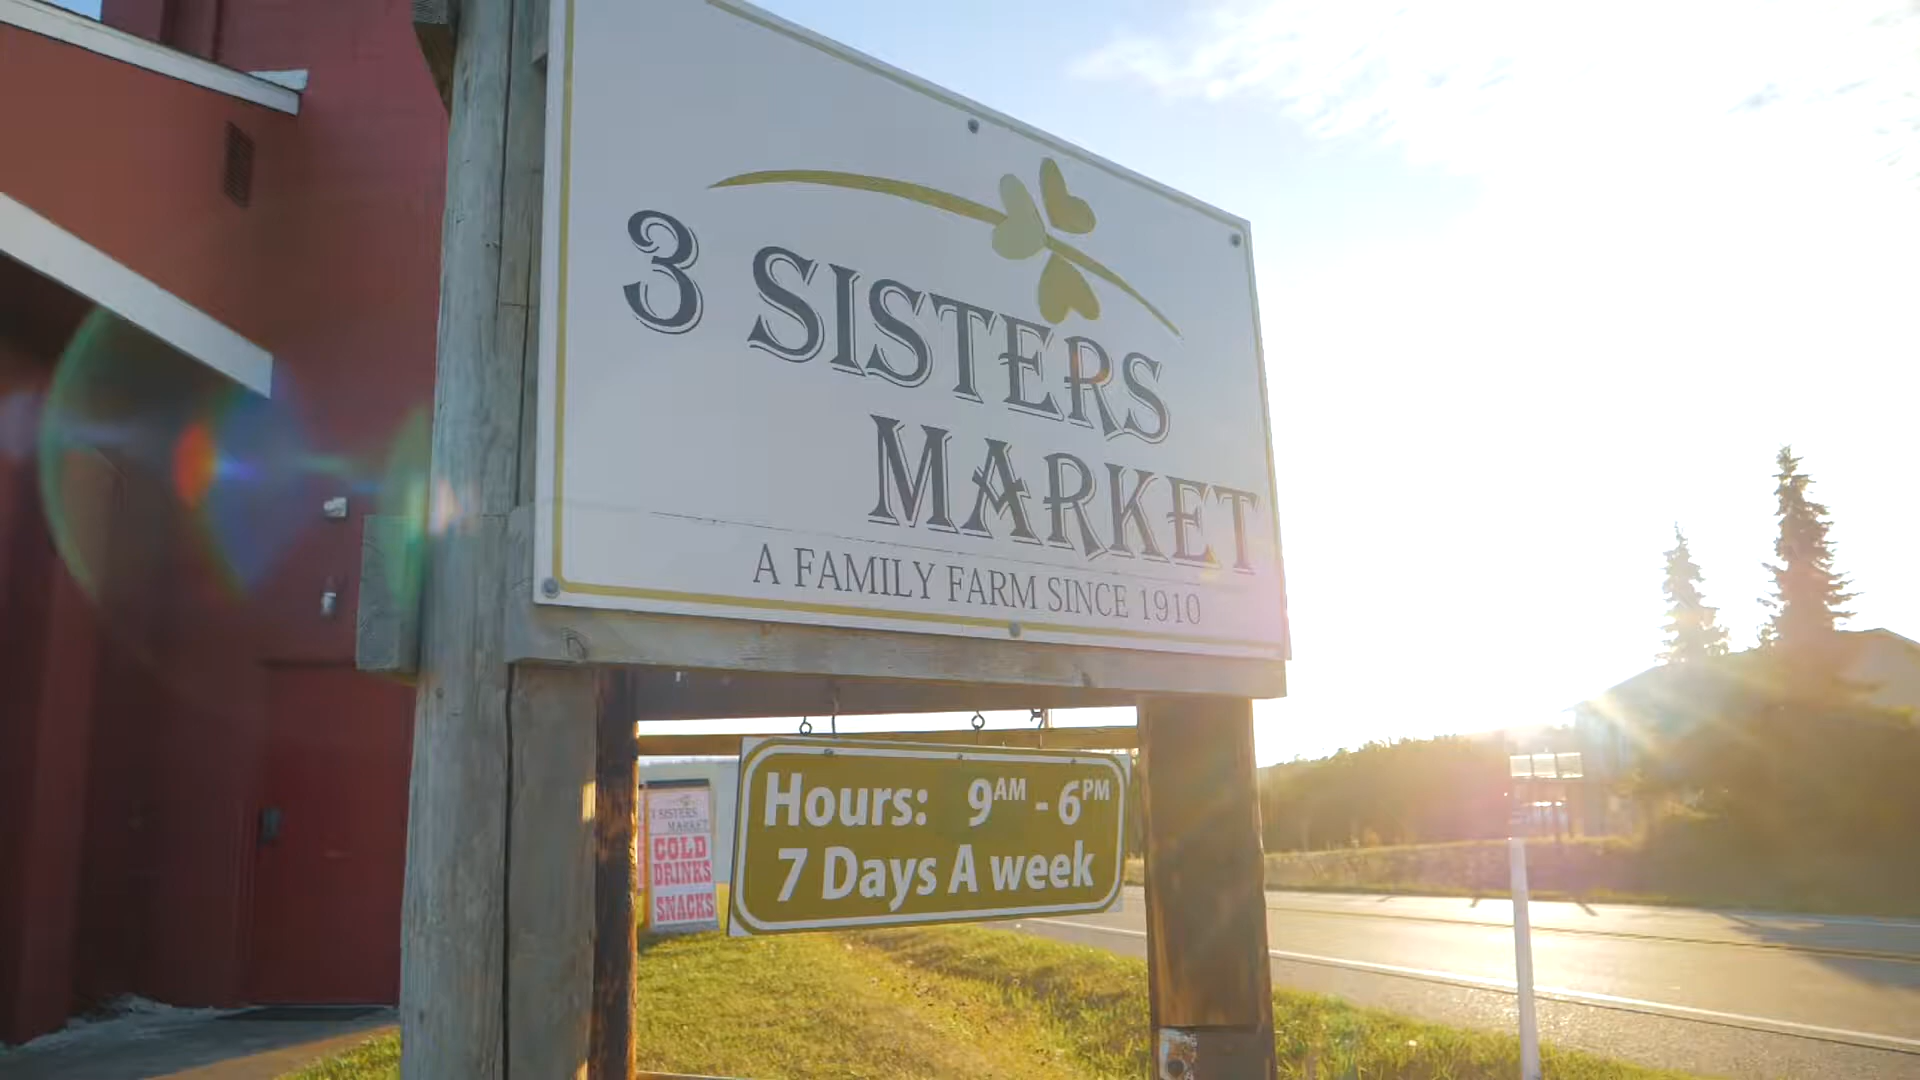 3 SISTERS
MARKET
A FAMILY FARM SINCE 1910
Hours: 9AM - 6PM
7 Days A week
3 SISTERS
MARKET
COLD
DRINKS
SNACKS